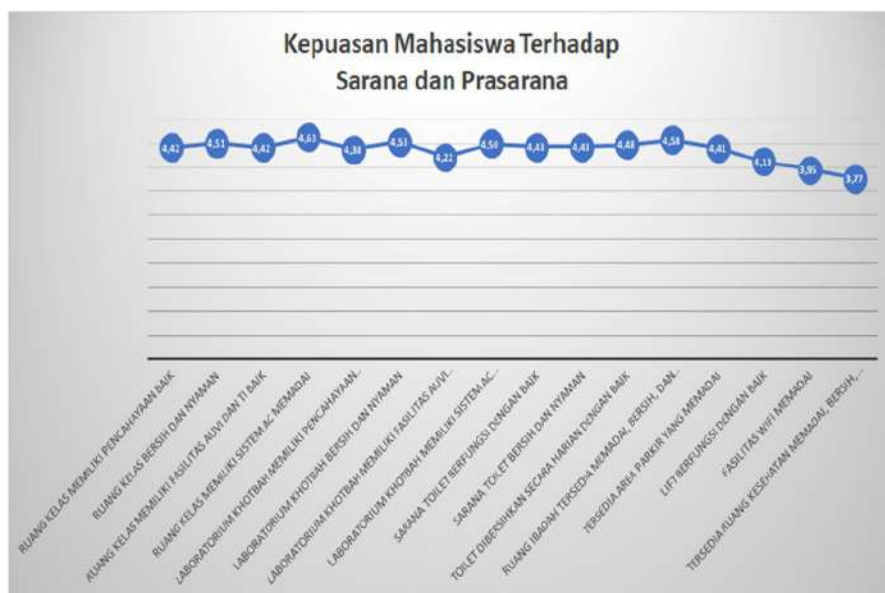 Kepuasan Mahasiswa Terhadap
Sarana dan Prasarana
4,42
4,51
4,42
4,63
4,38
4,53
4,22
4,50
4,43
4,43
4,48
4,58
4,41
4,13
3,95
3,77
RUANG KELAS MEMILIKI PENCAHAYAAN BAIK
RUANG KELAS BERSIH DAN NYAMAN
RUANG KELAS MEMILIKI FASILITAS AUVI DAN TI BAIK
RUANG KELAS MEMILIKI SISTEM AC MEMADAI
LABORATORIUM KHOTBAH MEMILIKI PENCAHAYAAN...
LABORATORIUM KHOTBAH BERSIH DAN NYAMAN
LABORATORIUM KHOTBAH MEMILIKI FASILITAS AUVI...
LABORATORIUM KHOTBAH MEMILIKI SISTEM AC...
SARANA TOILET BERFUNGSI DENGAN BAIK
SARANA TOILET BERSIH DAN NYAMAN
TOILET DIBERSIHKAN SECARA HARIAN DENGAN BAIK
RUANG IBADAH TERSEDIA MEMADAI, BERSIH, DAN...
TERSEDIA AREA PARKIR YANG MEMADAI
LIFT BERFUNGSI DENGAN BAIK
FASILITAS WIFI MEMADAI
TERSEDIA RUANG KESEHATAN MEMADAI, BERSIH,...